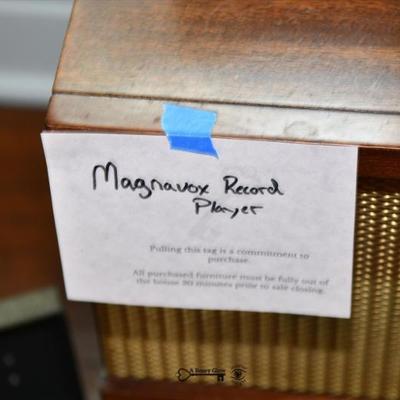 Magnavox Record
Player
Pulling this tag is a commitment to
purchase.
All purchased furniture must be fully out of
the house 30 minutes prior to sale closing.